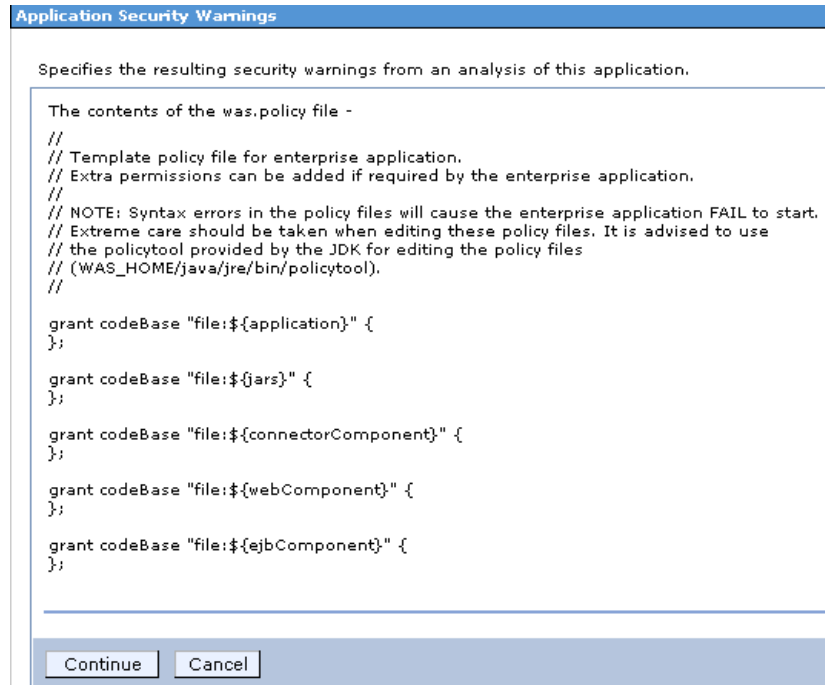 Application Security Warnings
Specifies the resulting security warnings from an analysis of this application.
The contents of the was.policy file -
//
// Template policy file for enterprise application.
// Extra permissions can be added if required by the enterprise application.
//
// NOTE: Syntax errors in the policy files will cause the enterprise application FAIL to start.
// Extreme care should be taken when editing these policy files. It is advised to use
// the policytool provided by the JDK for editing the policy files
// (WAS_HOME/java/jre/bin/policytool).
//
grant codeBase "file:${application}" {
};
grant codeBase "file:${jars}" {
};
grant codeBase "file:${connectorComponent}" {
};
grant codeBase "file:${webComponent}" {
};
grant codeBase "file:${ejbComponent}" {
};
Continue Cancel